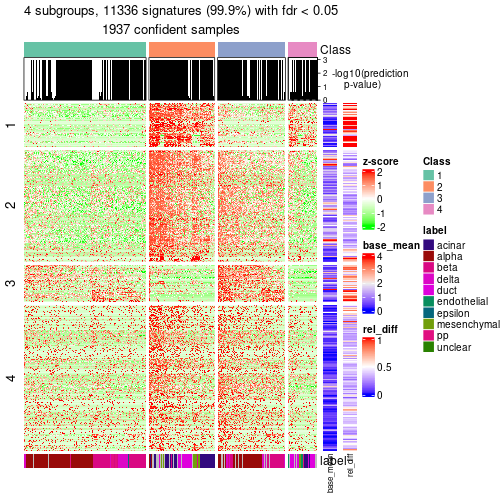 4 subgroups, 11336 signatures (99.9%) with fdr < 0.05
1937 confident samples
Class
3
2
1
0
-log10(prediction
p-value)
1
2
3
4
z-score
2
1
0
-1
-2
base_mean
4
3
2
1
0
rel_diff
1
0.5
0
Class
1
2
3
4
label
acinar
alpha
beta
delta
duct
endothelial
epsilon
mesenchymal
pp
unclear
label
rel_diff